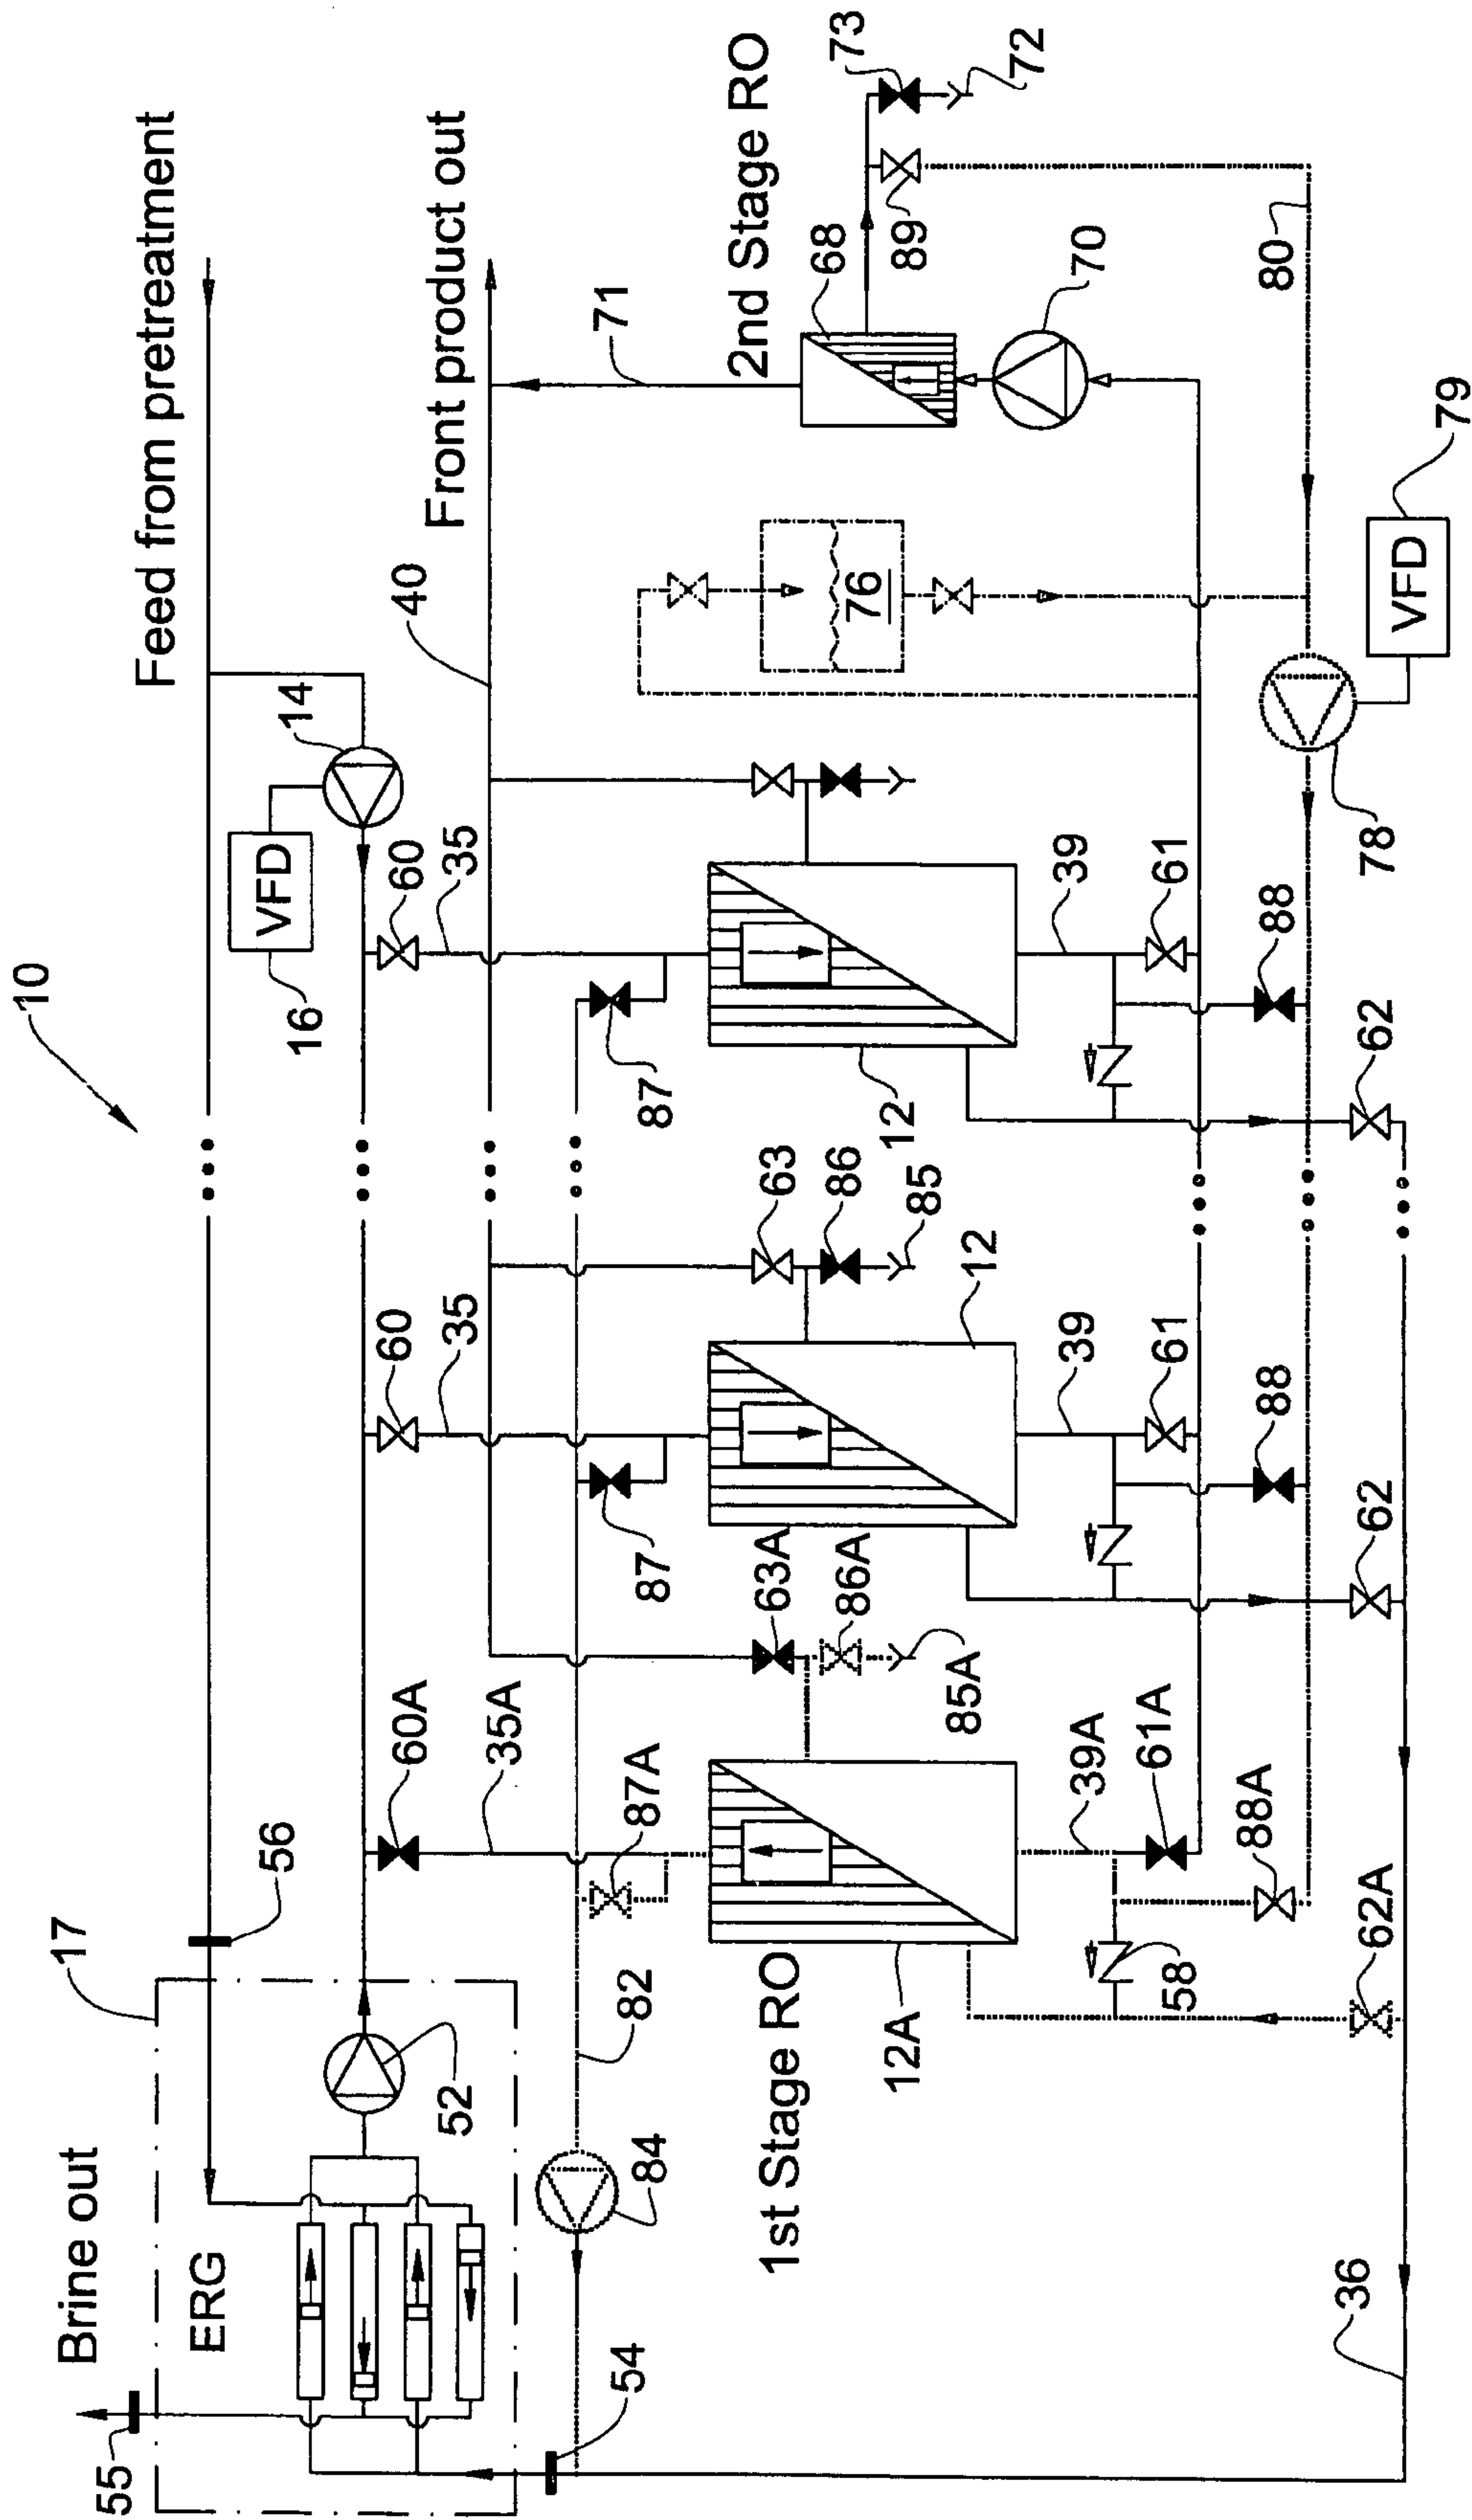 10
Feed from pretreatment
Front product out
2nd Stage RO
73
72
89
68
71
70
80
79
VFD
76
40
14
VFD
16
60
35
87
12
39
61
88
78
62
63
86
85
12
60
35
87
39
61
88
62
63A
86A
85A
60A
35A
87A
39A
61A
88A
62A
58
12A
1st Stage RO
56
17
52
82
84
Brine out
ERG
55
54
36